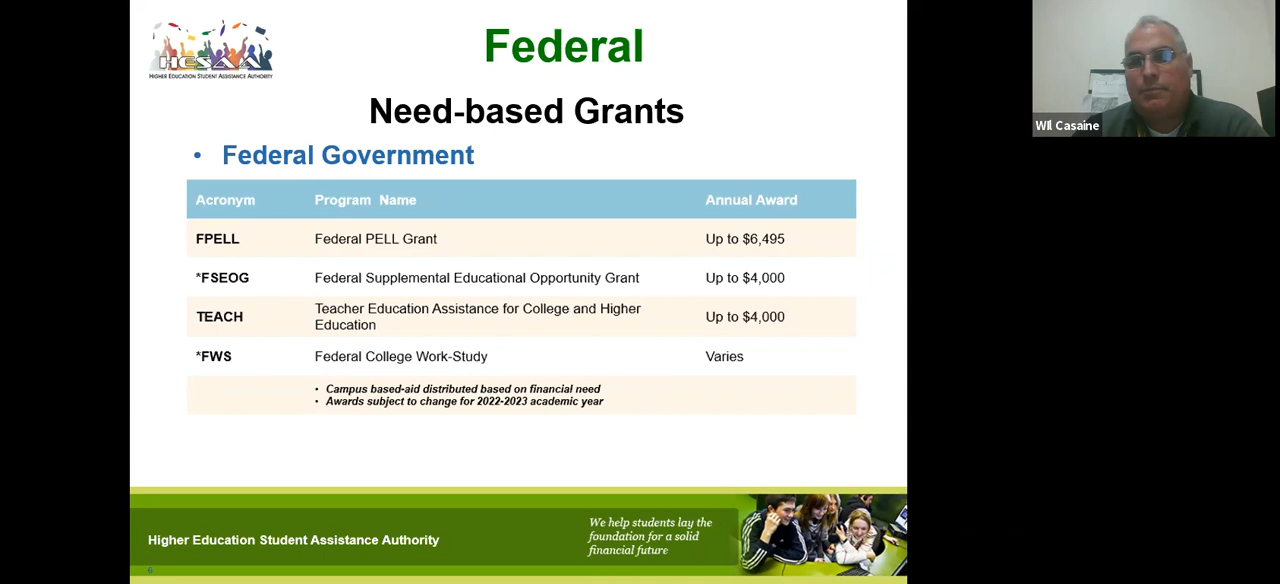 HESAA
HIGHER EDUCATION STUDENT ASSISTANCE AUTHORITY
Federal
Need-based Grants
WIl Casaine
• Federal Government
Acronym Program Name Annual Award
FPELL Federal PELL Grant Up to $6,495
*FSEOG Federal Supplemental Educational Opportunity Grant Up to $4,000
TEACH Teacher Education Assistance for College and Higher
Education Up to $4,000
*FWS Federal College Work-Study Varies
• Campus based-aid distributed based on financial need
• Awards subject to change for 2022-2023 academic year
Higher Education Student Assistance Authority
We help students lay the
foundation for a solid
financial future
6